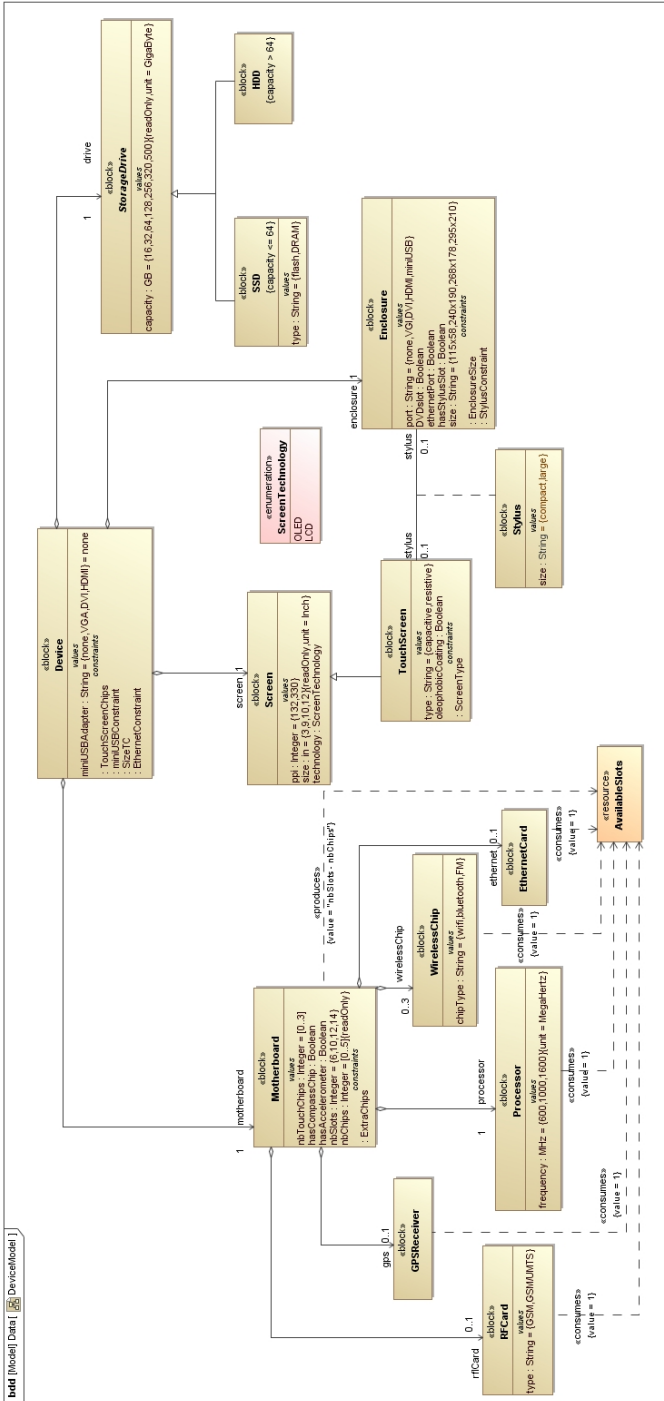 bdd [Model] Data [ DeviceModel ]
«block»
Device
values
miniUSBAdapter : String = {none,VGA,DVI,HDMI} = none
constraints
: TouchScreenChips
: miniUSBConstraint
: SizeTC
: EthernetConstraint
motherboard
1
screen 1
enclosure 1
drive
1
«block»
StorageDrive
values
capacity : GB = {16,32,64,128,256,320,500}{readOnly,unit = GigaByte}
«block»
SSD
{capacity <= 64}
values
type : String = {flash,DRAM}
«block»
HDD
{capacity > 64}
«block»
Motherboard
values
nbTouchChips : Integer = [0..3]
hasCompassChip : Boolean
hasAccelerometer : Boolean
nbSlots : Integer = {6,10,12,14}
nbChips : Integer = [0..5]{readOnly}
constraints
: ExtraChips
«block»
Screen
values
ppi : Integer = {132,330}
size : in = {3,9,10,12}{readOnly,unit = Inch}
technology : ScreenTechnology
«enumeration»
ScreenTechnology
OLED
LCD
«block»
Enclosure
values
port : String = {none,VGI,DVI,HDMI,miniUSB}
DVDslot : Boolean
ethernetPort : Boolean
hasStylusSlot : Boolean
size : String = {115x58,240x190,268x178,295x210}
constraints
: EnclosureSize
: StylusConstraint
«block»
TouchScreen
values
type : String = {capacitive,resistive}
oleophobicCoating : Boolean
constraints
: ScreenType
stylus
0..1
stylus
0..1
«block»
Stylus
values
size : String = {compact,large}
«produces»
{value = "nbSlots - nbChips"}
rfiCard
0..1
gps 0..1
processor
1
wirelessChip
0..3
ethernet 0..1
«block»
RFCard
values
type : String = {GSM,GSM/UMTS}
«block»
GPSReceiver
«block»
Processor
values
frequency : MHz = {600,1000,1600}{unit = MegaHertz}
«block»
WirelessChip
values
chipType : String = {wifi,bluetooth,FM}
«block»
EthernetCard
«consumes»
{value = 1}
«consumes»
{value = 1}
«consumes»
{value = 1}
«consumes»
{value = 1}
«consumes»
{value = 1}
«resource»
AvailableSlots